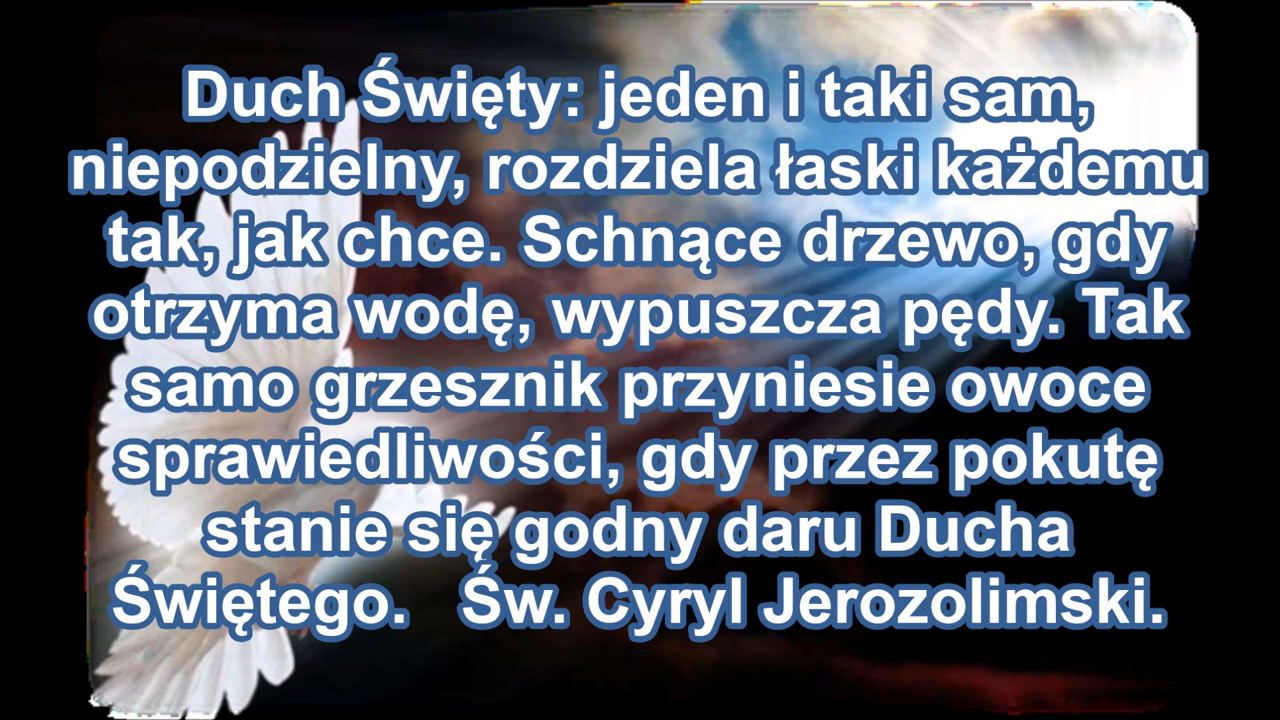 Duch Święty: jeden i taki sam,
niepodzielny, rozdziela łaski każdemu
tak, jak chce. Schnące drzewo, gdy
otrzyma wodę, wypuszcza pędy. Tak
samo grzesznik przyniesie owoce
sprawiedliwości, gdy przez pokutę
stanie się godny daru Ducha
Świętego.   Św. Cyryl Jerozolimski.